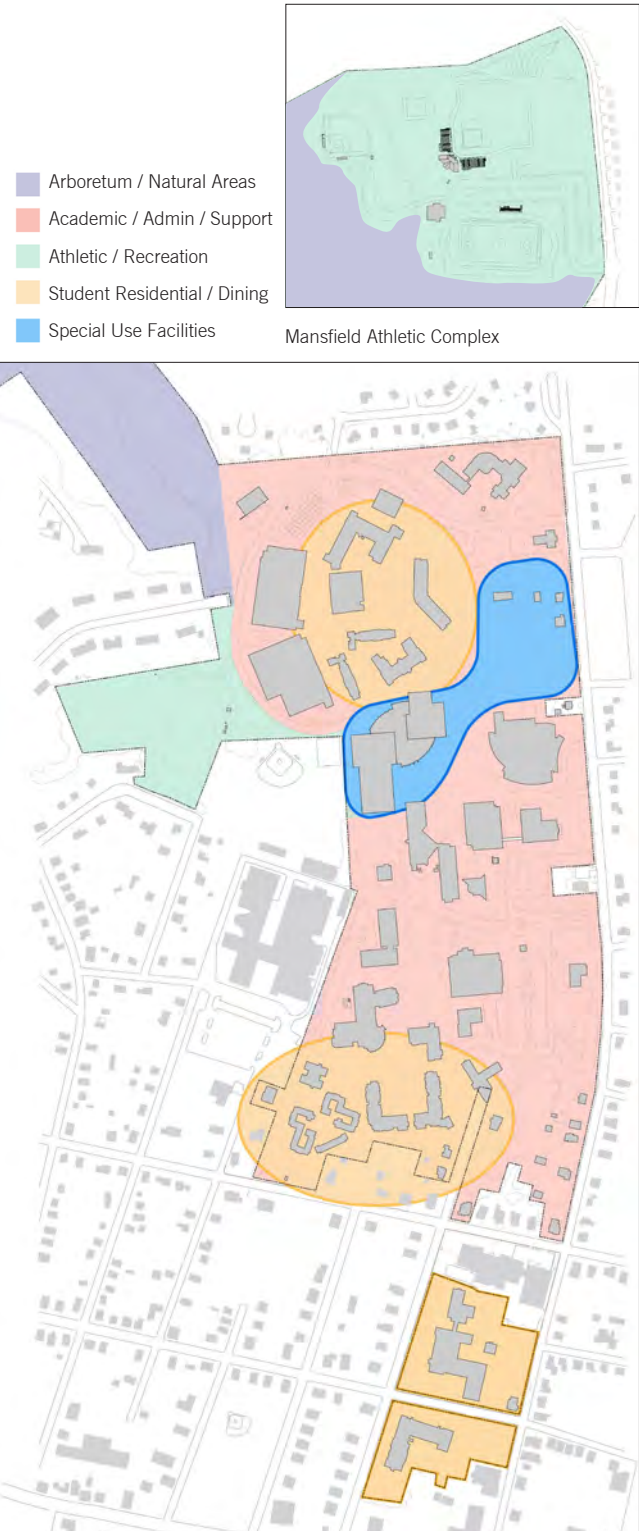 Arboretum / Natural Areas
Academic / Admin / Support
Athletic / Recreation
Student Residential / Dining
Special Use Facilities
Mansfield Athletic Complex